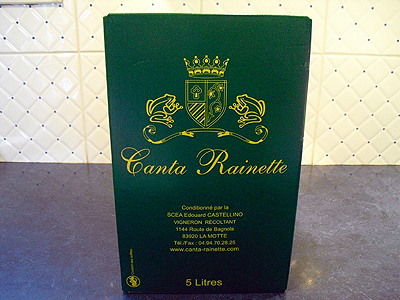 Canta Rainette
Conditionné par la
SCEA Edouard CASTELLINO
VIGNERON RECOLTANT
1144 Route de Bagnols
83920 LA MOTTE
Tél./Fax : 04.94.70.28.25
www.canta-rainette.com
5 Litres